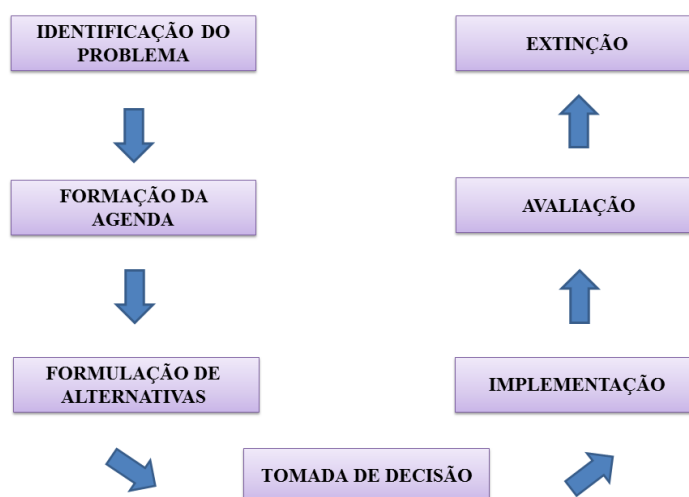 IDENTIFICAÇÃO DO
PROBLEMA
FORMAÇÃO DA
AGENDA
FORMULAÇÃO DE
ALTERNATIVAS
TOMADA DE DECISÃO
IMPLEMENTAÇÃO
AVALIAÇÃO
EXTINÇÃO